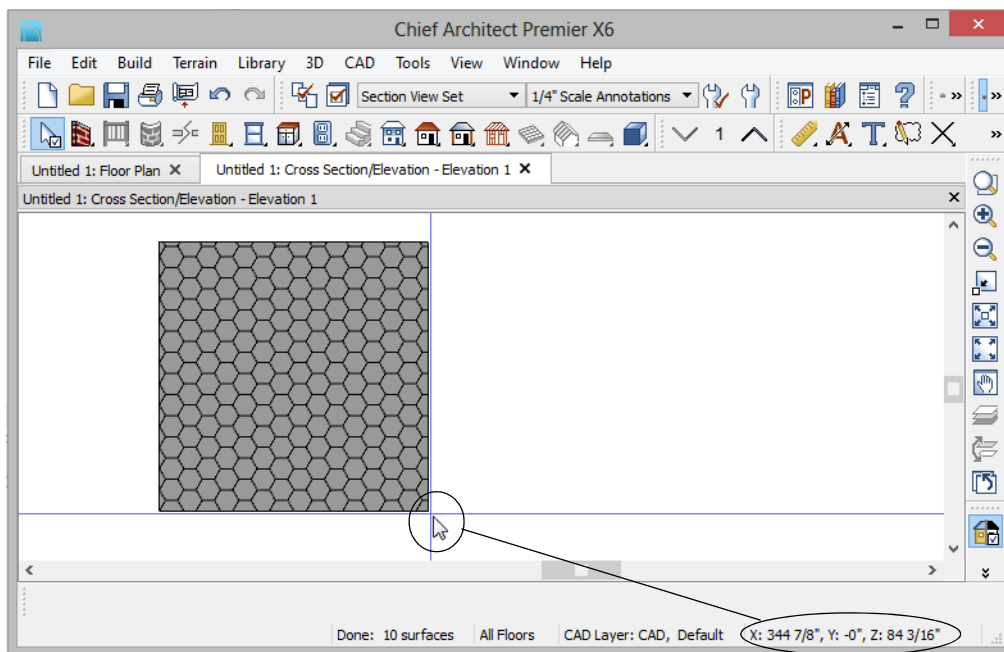 Chief Architect Premier X6
File Edit Build Terrain Library 3D CAD Tools View Window Help
Section View Set 1/4" Scale Annotations P ?
1 A T
Untitled 1: Floor Plan Untitled 1: Cross Section/Elevation - Elevation 1
Untitled 1: Cross Section/Elevation - Elevation 1
Done: 10 surfaces All Floors CAD Layer: CAD, Default X: 344 7/8", Y: -0", Z: 84 3/16"